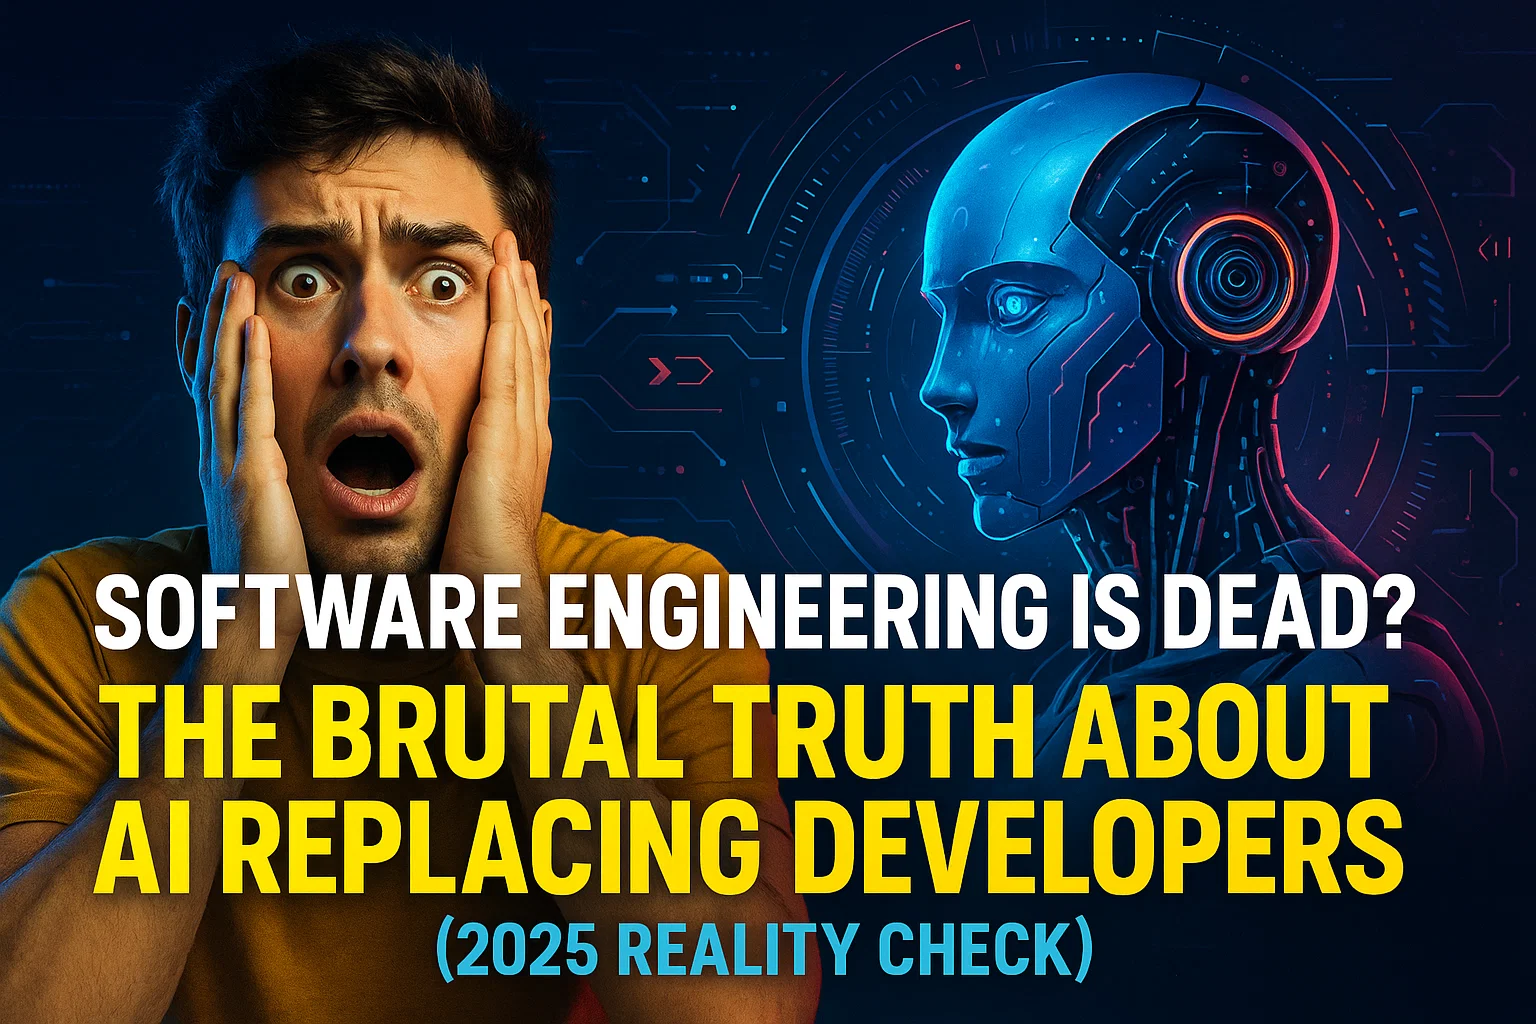 SOFTWARE ENGINEERING IS DEAD?
THE BRUTAL TRUTH ABOUT
AI REPLACING DEVELOPERS
(2025 REALITY CHECK)